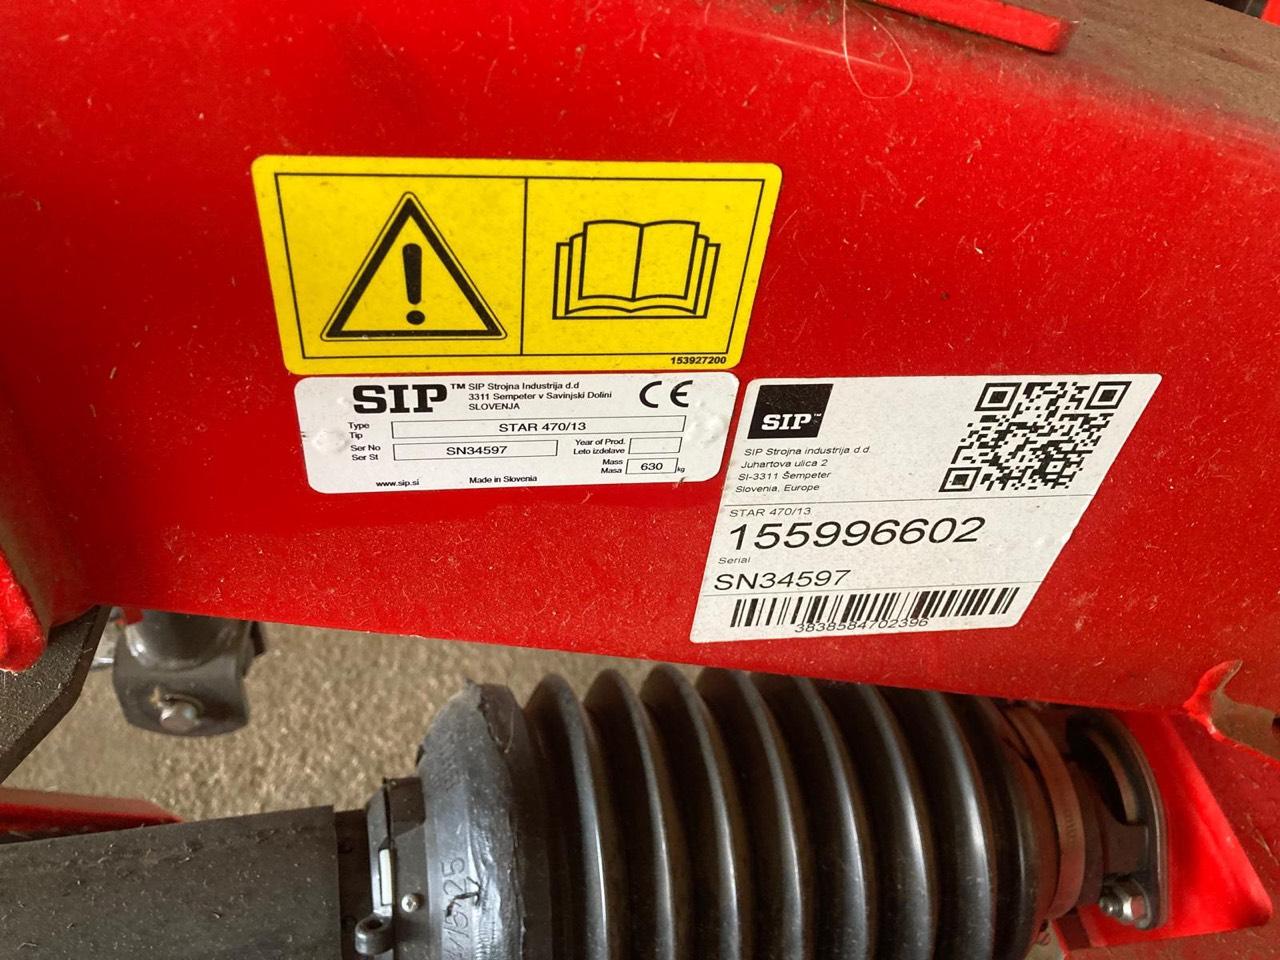 153927200
SIP™ SIP Strojna Industrija d.d
3311 Sempeter v Savinjski Dolini
SLOVENJA
CE
Type
Tip
STAR 470/13
Ser No
Ser St
SN34597
Year of Prod.
Leto izdelave
Mass
Masa
630 kg
www.sip.si
Made in Slovenia
SIP™
SIP Strojna industrija d.d.
Juhartova ulica 2
SI-3311 Šempeter
Slovenia, Europe
STAR 470/13
155996602
Serial
SN34597
3838584702396